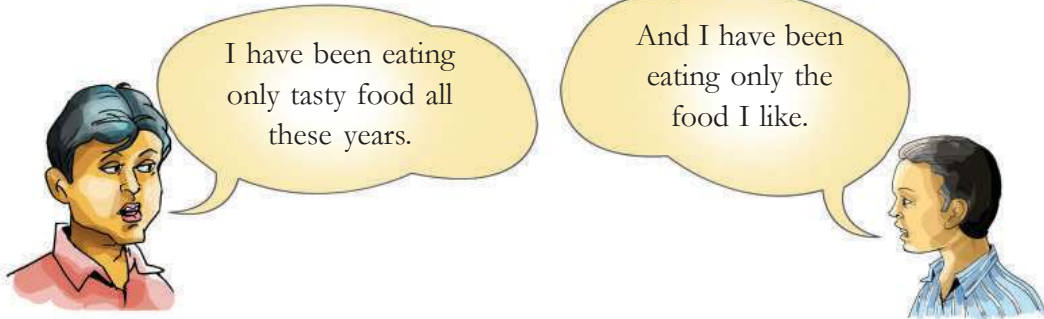 I have been eating
only tasty food all
these years.
And I have been
eating only the
food I like.